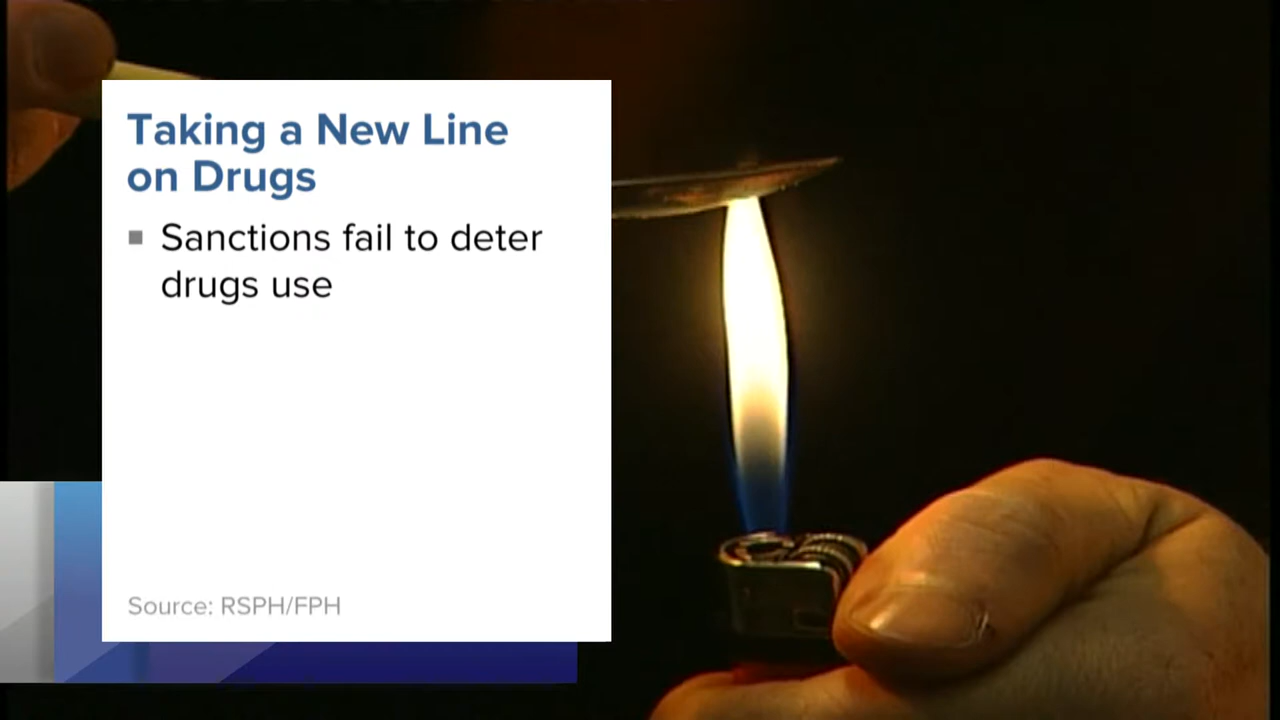 Taking a New Line
on Drugs
Sanctions fail to deter
drugs use
Source: RSPH/FPH